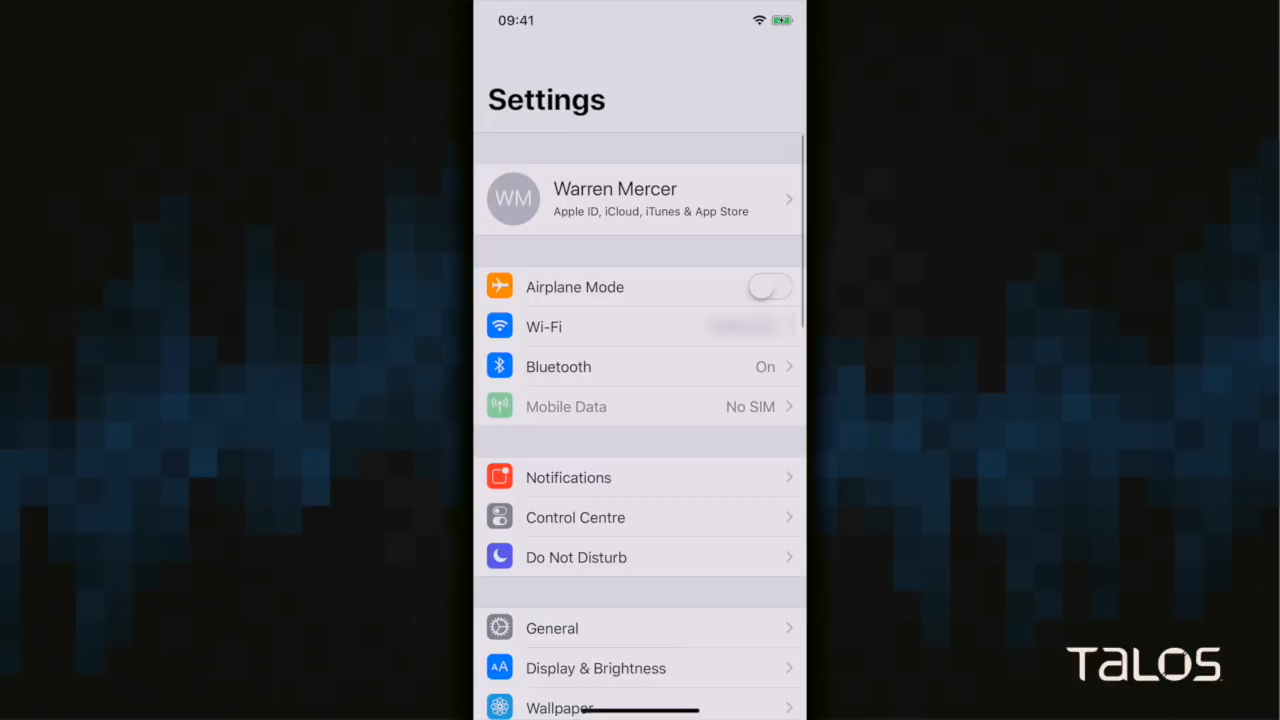 09:41
Settings
WM
Warren Mercer
Apple ID, iCloud, iTunes & App Store
Airplane Mode
Wi-Fi
Bluetooth On
Mobile Data No SIM
Notifications
Control Centre
Do Not Disturb
General
AA Display & Brightness
Wallpaper
TALOS